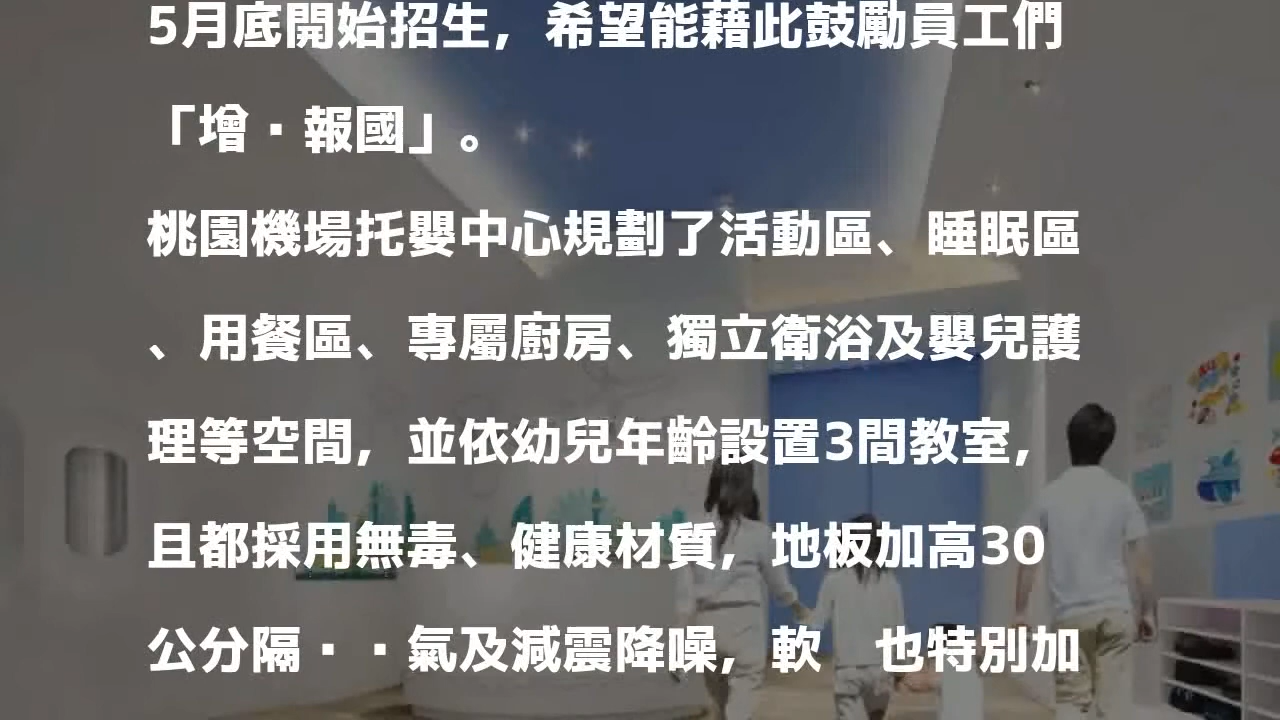 5月底開始招生，希望能藉此鼓勵員工們
「增·報國」。
桃園機場托嬰中心規劃了活動區、睡眠區
、用餐區、專屬廚房、獨立衛浴及嬰兒護
理等空間，並依幼兒年齡設置3間教室，
且都採用無毒、健康材質，地板加高30
公分隔··氣及減震降噪，軟　也特別加